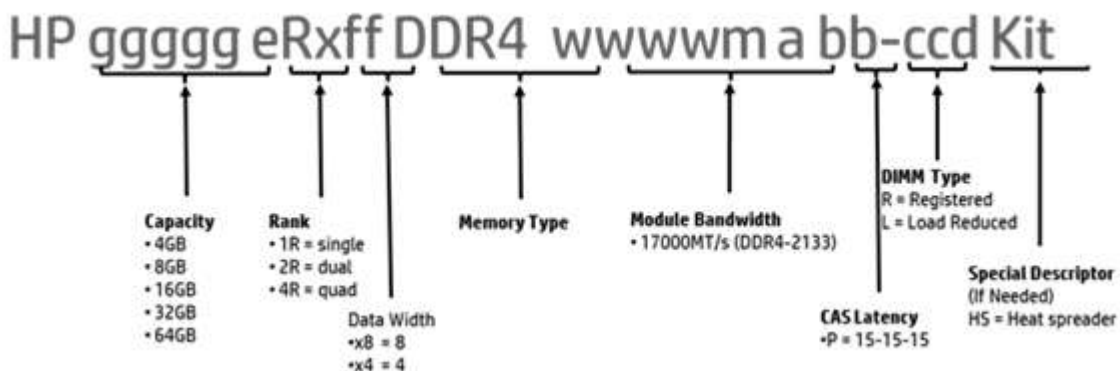 HP ggggg eRxff DDR4 wwwwm a bb-ccd Kit
Capacity
• 4GB
• 8GB
• 16GB
• 32GB
• 64GB
Rank
• 1R = single
• 2R = dual
• 4R = quad
Data Width
•x8 = 8
•x4 = 4
Memory Type
Module Bandwidth
• 17000MT/s (DDR4-2133)
CAS Latency
•P = 15-15-15
DIMM Type
R = Registered
L = Load Reduced
Special Descriptor
(If Needed)
HS = Heat spreader